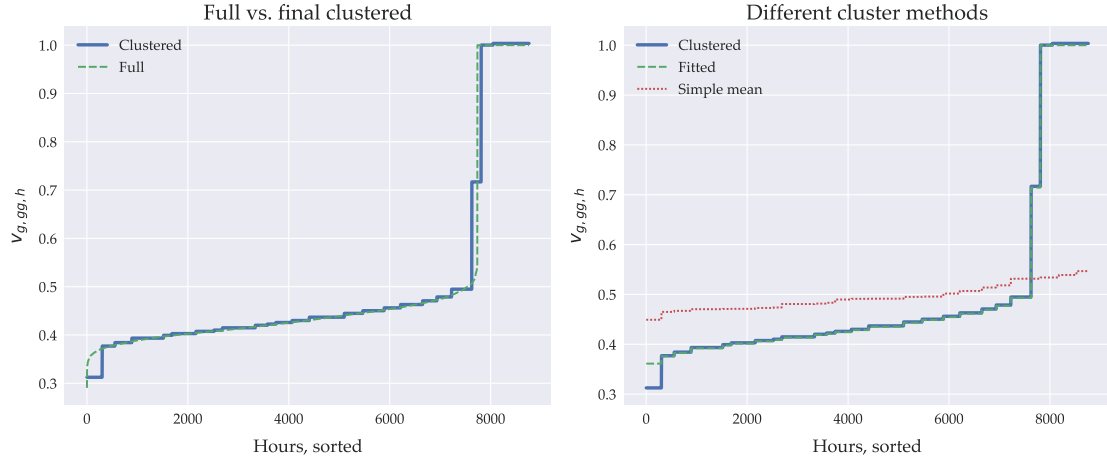 Full vs. final clustered
Clustered
Full
1.0
0.9
0.8
0.7
0.6
0.5
0.4
0.3
v_{g, gg, h}
0
2000
4000
6000
8000
Hours, sorted
Different cluster methods
Clustered
Fitted
Simple mean
1.0
0.9
0.8
0.7
0.6
0.5
0.4
0.3
v_{g, gg, h}
0
2000
4000
6000
8000
Hours, sorted